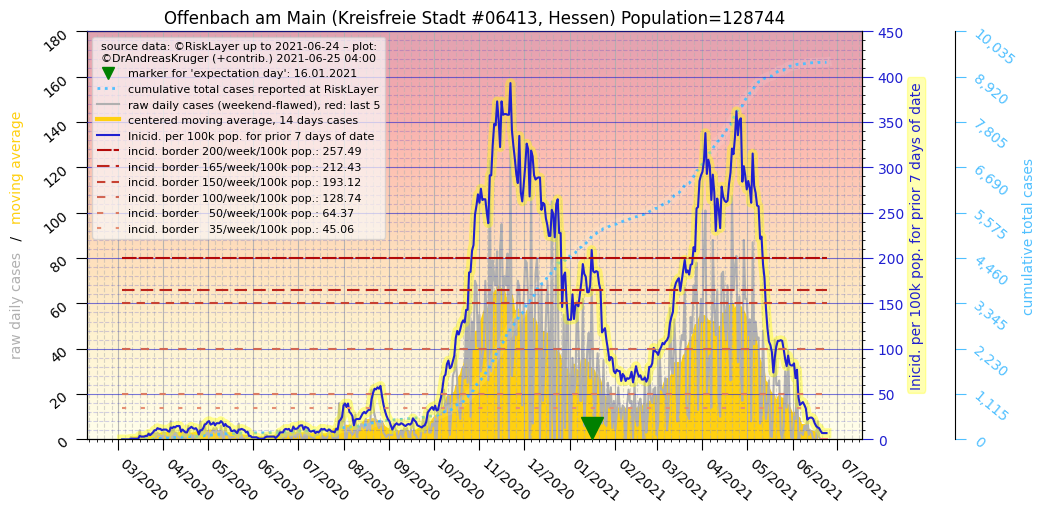 Offenbach am Main (Kreisfreie Stadt #06413, Hessen) Population=128744
source data: ©RiskLayer up to 2021-06-24 – plot:
©DrAndreasKruger (+contrib.) 2021-06-25 04:00
marker for 'expectation day': 16.01.2021
cumulative total cases reported at RiskLayer
raw daily cases (weekend-flawed), red: last 5
centered moving average, 14 days cases
Inicid. per 100k pop. for prior 7 days of date
incid. border 200/week/100k pop.: 257.49
incid. border 165/week/100k pop.: 212.43
incid. border 150/week/100k pop.: 193.12
incid. border 100/week/100k pop.: 128.74
incid. border 50/week/100k pop.: 64.37
incid. border 35/week/100k pop.: 45.06
raw daily cases / moving average
180
160
140
120
100
80
60
40
20
0
450
400
350
300
250
200
150
100
50
0
Inicid. per 100k pop. for prior 7 days of date
10,035
8,920
7,805
6,690
5,575
4,460
3,345
2,230
1,115
0
cumulative total cases
03/2020
04/2020
05/2020
06/2020
07/2020
08/2020
09/2020
10/2020
11/2020
12/2020
01/2021
02/2021
03/2021
04/2021
05/2021
06/2021
07/2021